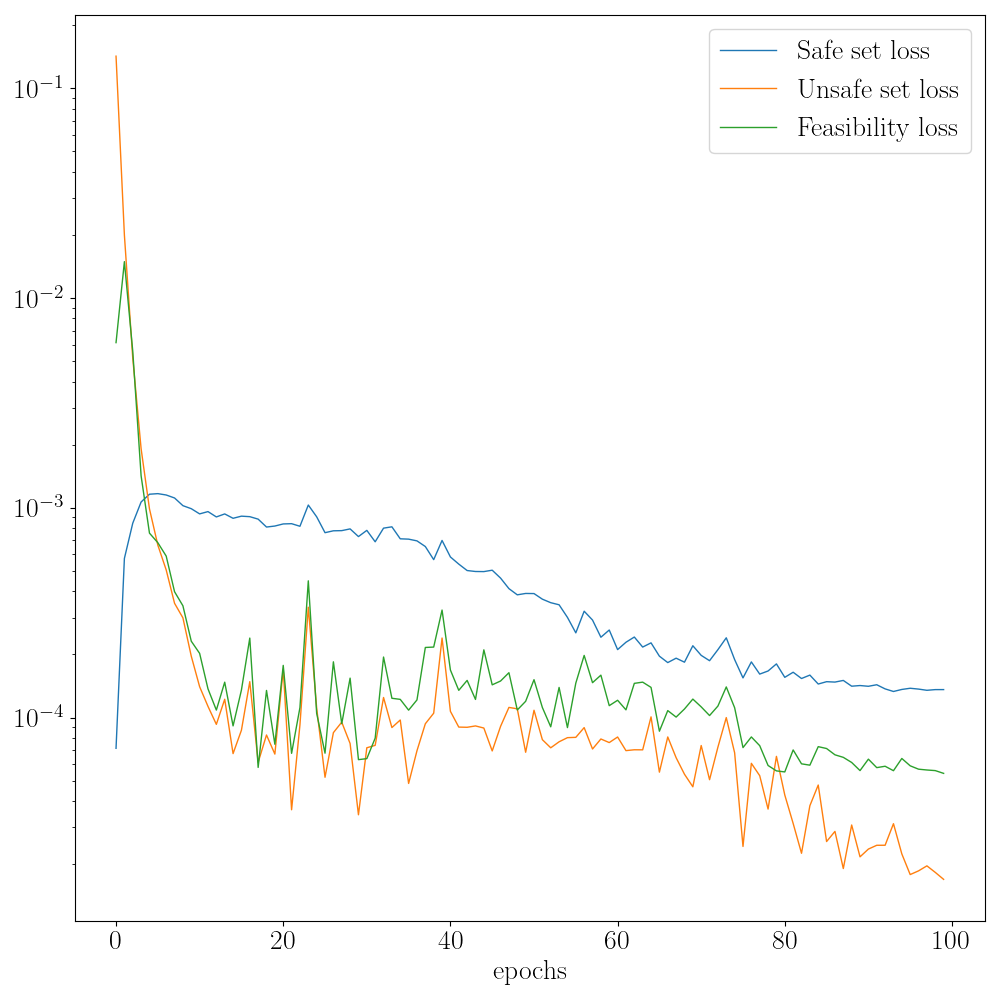 Safe set loss
Unsafe set loss
Feasibility loss
10⁻¹
10⁻²
10⁻³
10⁻⁴
0 20 40 60 80 100
epochs